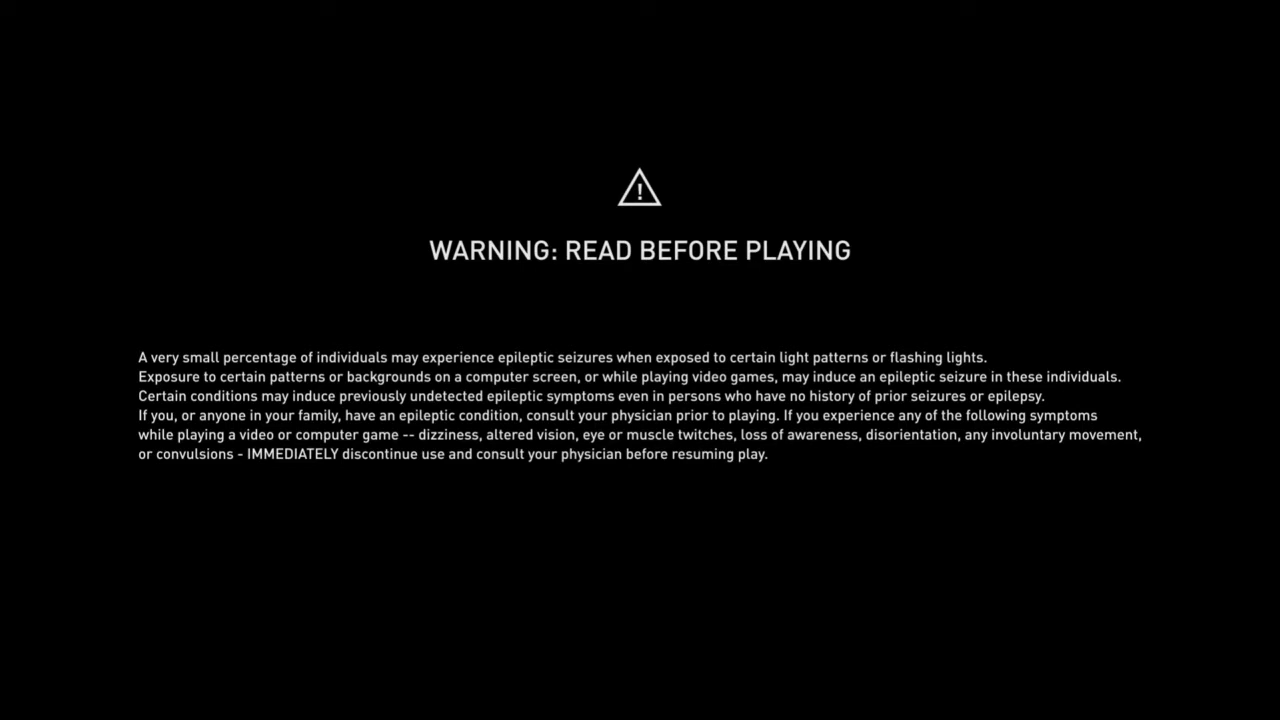 WARNING: READ BEFORE PLAYING
A very small percentage of individuals may experience epileptic seizures when exposed to certain light patterns or flashing lights.
Exposure to certain patterns or backgrounds on a computer screen, or while playing video games, may induce an epileptic seizure in these individuals.
Certain conditions may induce previously undetected epileptic symptoms even in persons who have no history of prior seizures or epilepsy.
If you, or anyone in your family, have an epileptic condition, consult your physician prior to playing. If you experience any of the following symptoms
while playing a video or computer game -- dizziness, altered vision, eye or muscle twitches, loss of awareness, disorientation, any involuntary movement,
or convulsions - IMMEDIATELY discontinue use and consult your physician before resuming play.